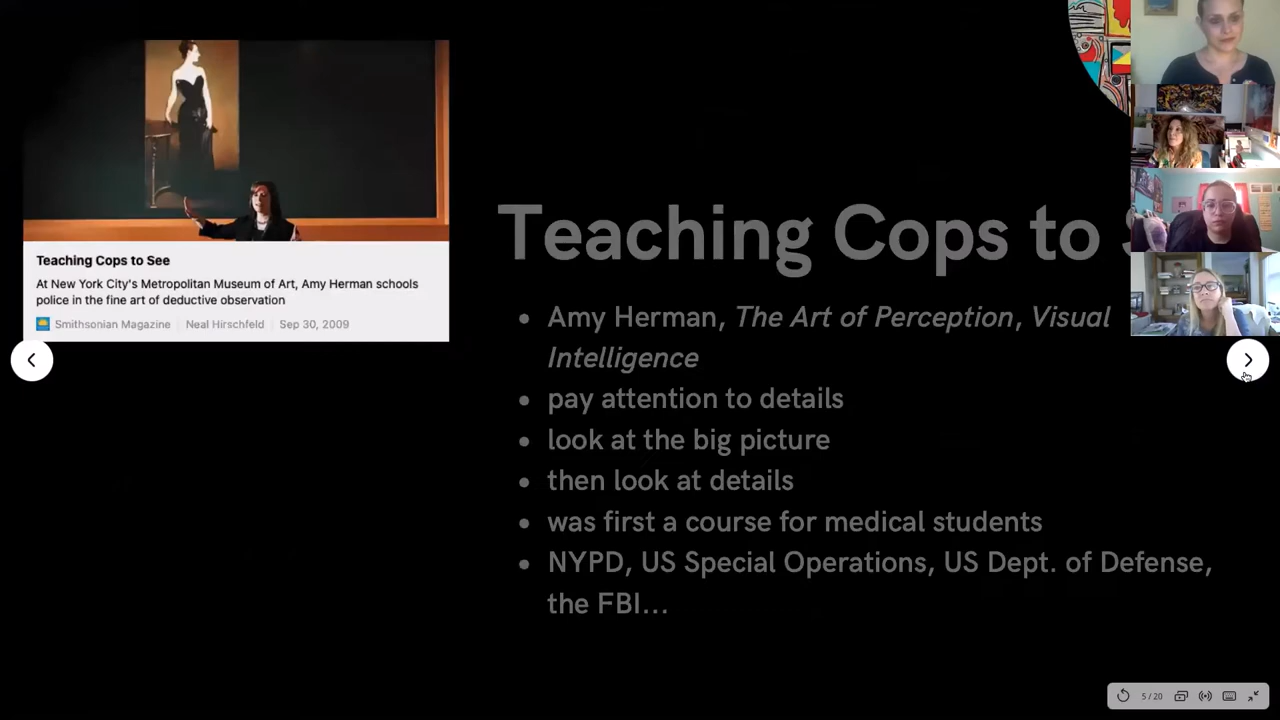 Teaching Cops to See
At New York City's Metropolitan Museum of Art, Amy Herman schools
police in the fine art of deductive observation
Smithsonian Magazine | Neal Hirschfeld | Sep 30, 2009
Teaching Cops to
• Amy Herman, The Art of Perception, Visual
Intelligence
• pay attention to details
• look at the big picture
• then look at details
• was first a course for medical students
• NYPD, US Special Operations, US Dept. of Defense,
the FBI...
5 / 20